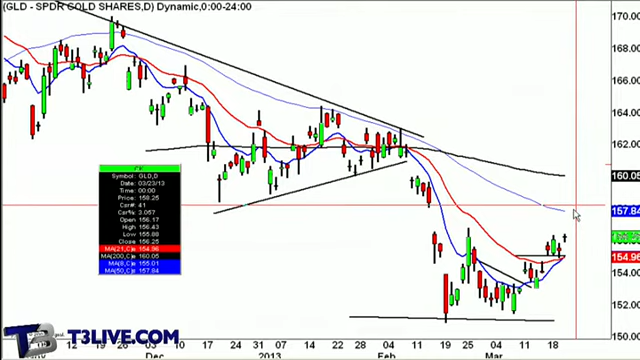 (GLD - SPDR GOLD SHARES,D) Dynamic,0:00-24:00
170.00
168.00
166.00
164.00
162.00
160.05
157.84
154.96
154.00
152.00
150.00
Symbol: GLD,D
Date: 03/23/13
Time: 00:00
Price: 158.25
Csr#: 41
Csr%: 3.057
Open 156.17
High 156.43
Low 155.88
Close 156.25
MA(21,C)= 154.96
MA(200,C)= 160.05
MA(8,C)= 155.01
MA(50,C)= 157.84
T3 T3LIVE.COM
12 19 26 10 17 24 31 07 14 22 28 11 19 25 04 11 18
Dec 2013 Feb Mar